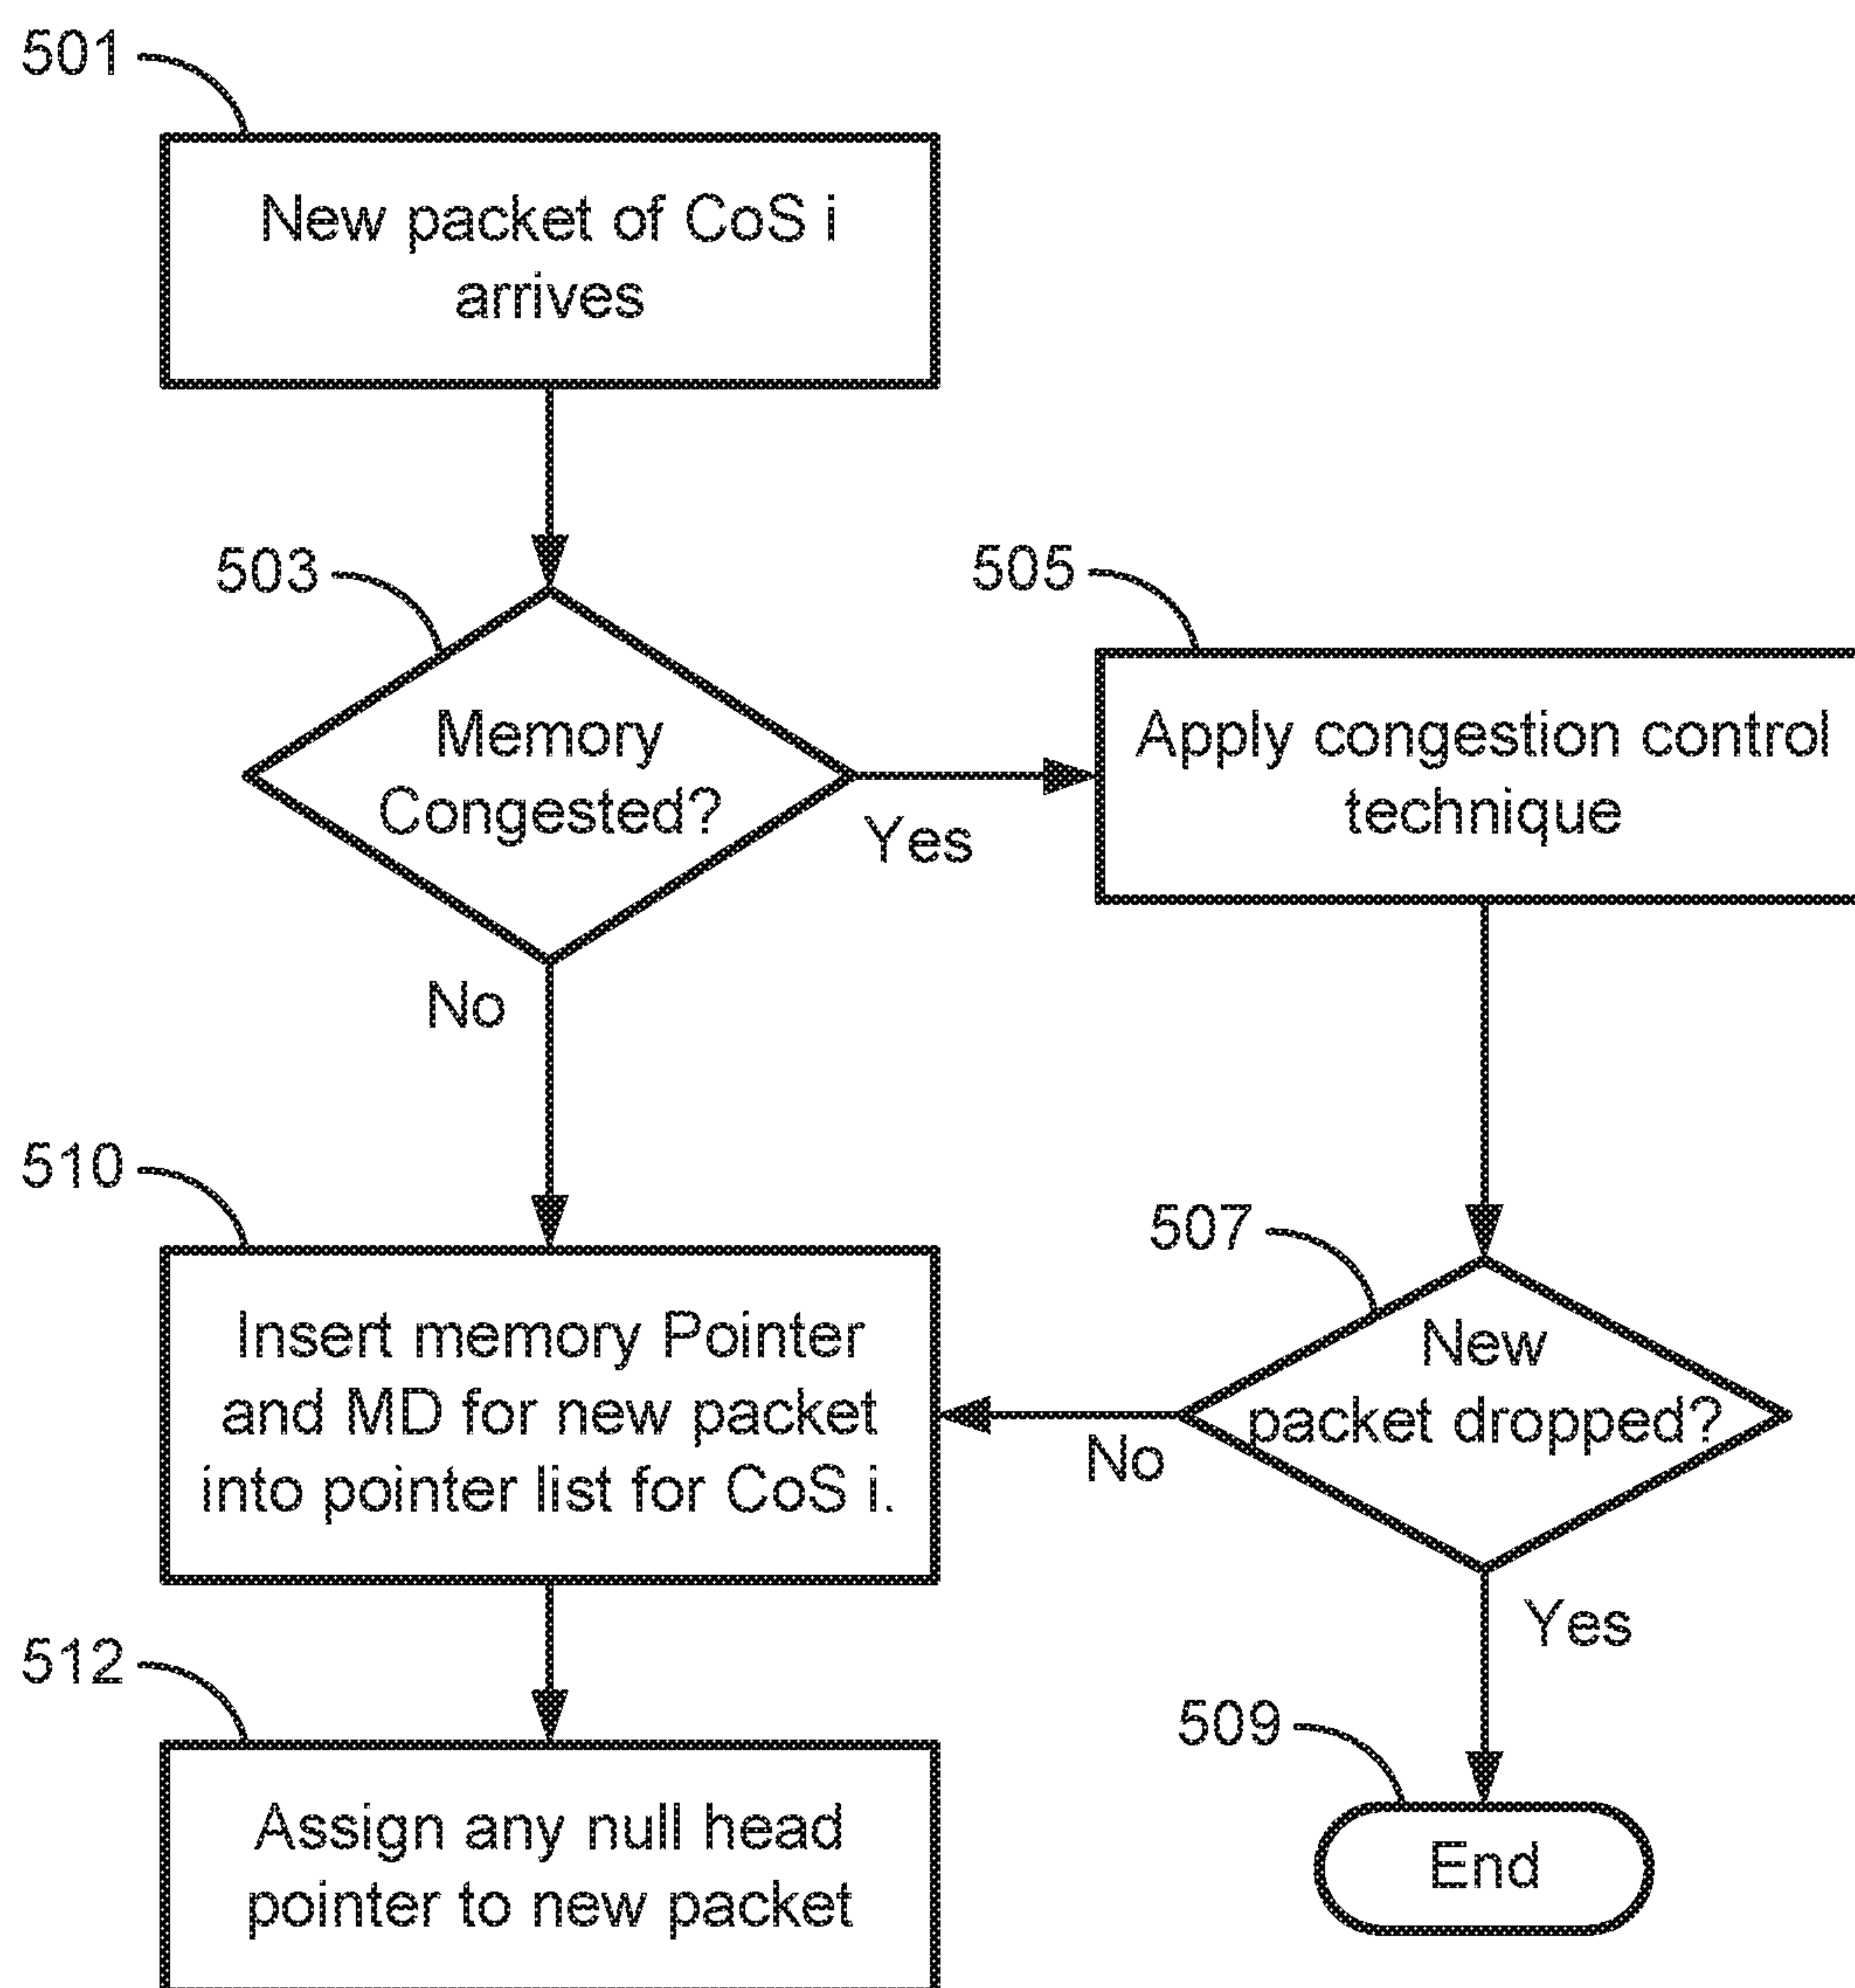 501
New packet of CoS i
arrives
503
Memory
Congested?
Yes
No
505
Apply congestion control
technique
507
New
packet dropped?
No
Yes
509
End
510
Insert memory Pointer
and MD for new packet
into pointer list for CoS i.
512
Assign any null head
pointer to new packet